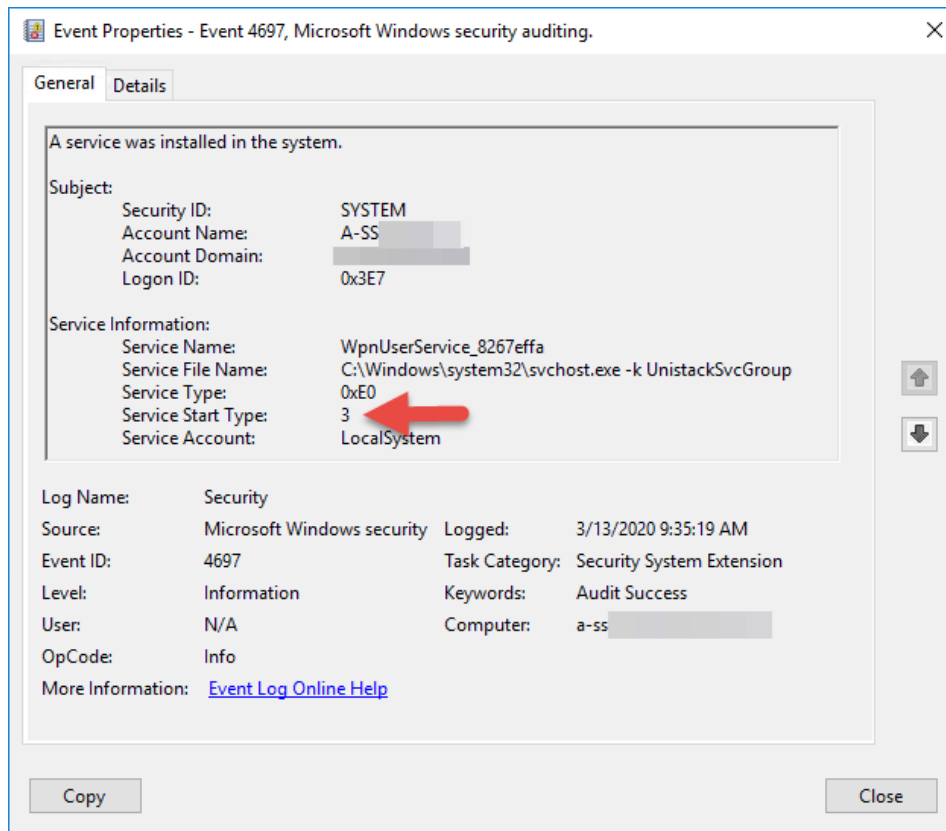 Event Properties - Event 4697, Microsoft Windows security auditing.
General Details
A service was installed in the system.
Subject:
Security ID: SYSTEM
Account Name: A-SS
Account Domain:
Logon ID: 0x3E7
Service Information:
Service Name: WpnUserService_8267effa
Service File Name: C:\Windows\system32\svchost.exe -k UnistackSvcGroup
Service Type: 0xE0
Service Start Type: 3
Service Account: LocalSystem
Log Name: Security
Source: Microsoft Windows security Logged: 3/13/2020 9:35:19 AM
Event ID: 4697 Task Category: Security System Extension
Level: Information Keywords: Audit Success
User: N/A Computer: a-ss
OpCode: Info
More Information: Event Log Online Help
Copy Close